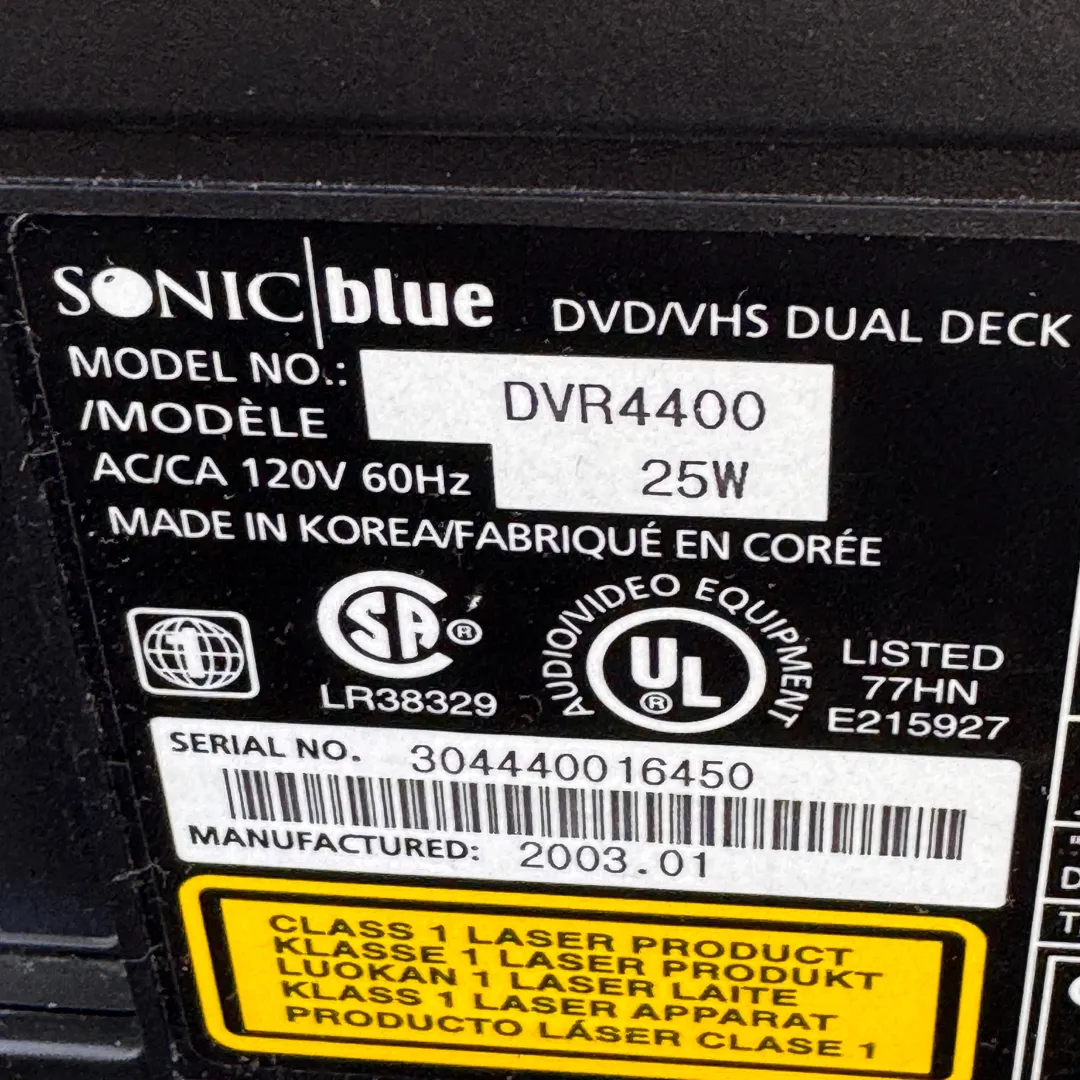 SONIC|blue DVD/VHS DUAL DECK
MODEL NO.: DVR4400
/MODÈLE
AC/CA 120V 60Hz 25W
MADE IN KOREA/FABRIQUÉ EN CORÉE
1
SA ®
LR38329
AUDIO/VIDEO EQUIPMENT
UL ®
LISTED
77HN
E215927
SERIAL NO. 304440016450
MANUFACTURED: 2003.01
CLASS 1 LASER PRODUCT
KLASSE 1 LASER PRODUKT
LUOKAN 1 LASER LAITE
KLASS 1 LASER APPARAT
PRODUCTO LÁSER CLASE 1